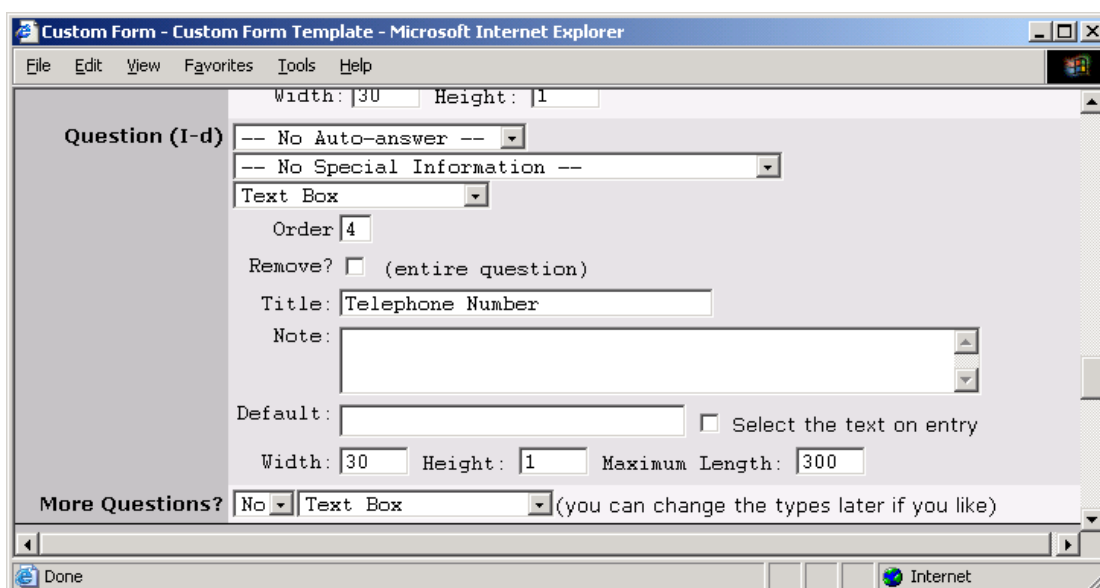 Custom Form - Custom Form Template - Microsoft Internet Explorer
File Edit View Favorites Tools Help
Width: 30 Height: 1
Question (I-d) -- No Auto-answer --
-- No Special Information --
Text Box
Order 4
Remove? (entire question)
Title: Telephone Number
Note:
Default: Select the text on entry
Width: 30 Height: 1 Maximum Length: 300
More Questions? No Text Box (you can change the types later if you like)
Done Internet